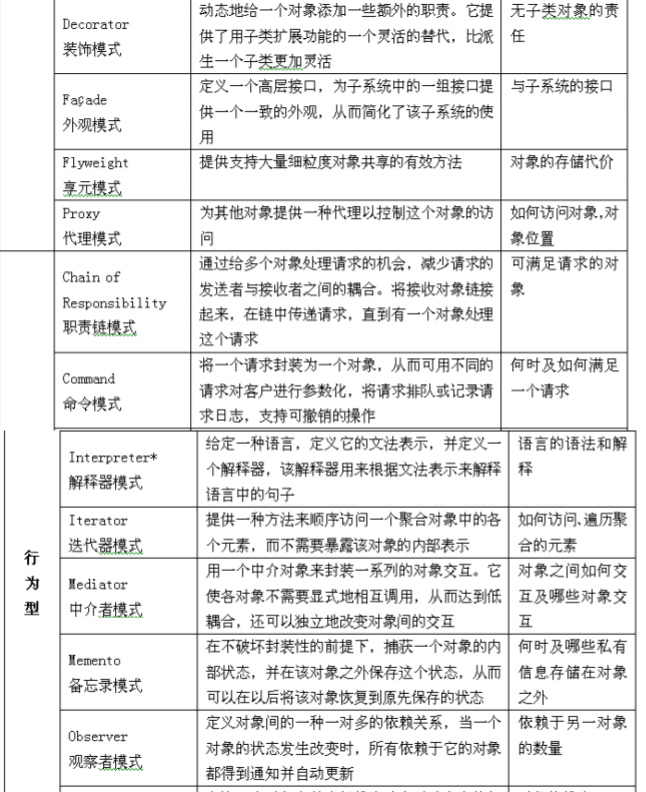 Decorator
装饰模式
动态地给一个对象添加一些额外的职责。它提
供了用子类扩展功能的一个灵活的替代，比派
生一个子类更加灵活
无子类对象的责
任
Façade
外观模式
定义一个高层接口，为子系统中的一组接口提
供一个一致的外观，从而简化了该子系统的使
用
与子系统的接口
Flyweight
享元模式
提供支持大量细粒度对象共享的有效方法
对象的存储代价
Proxy
代理模式
为其他对象提供一种代理以控制这个对象的访
问
如何访问对象,对
象位置
Chain of
Responsibility
职责链模式
通过给多个对象处理请求的机会，减少请求的
发送者与接收者之间的耦合。将接收对象链接
起来，在链中传递请求，直到有一个对象处理
这个请求
可满足请求的对
象
Command
命令模式
将一个请求封装为一个对象，从而可用不同的
请求对客户进行参数化，将请求排队或记录请
求日志，支持可撤销的操作
何时及如何满足
一个请求
行
为
型
Interpreter*
解释器模式
给定一种语言，定义它的文法表示，并定义一
个解释器，该解释器用来根据文法表示来解释
语言中的句子
语言的语法和解
释
Iterator
迭代器模式
提供一种方法来顺序访问一个聚合对象中的各
个元素，而不需要暴露该对象的内部表示
如何访问、遍历聚
合的元素
Mediator
中介者模式
用一个中介对象来封装一系列的对象交互。它
使各对象不需要显式地相互调用，从而达到低
耦合，还可以独立地改变对象间的交互
对象之间如何交
互及哪些对象交
互
Memento
备忘录模式
在不破坏封装性的前提下，捕获一个对象的内
部状态，并在该对象之外保存这个状态，从而
可以在以后将该对象恢复到原先保存的状态
何时及哪些私有
信息存储在对象
之外
Observer
观察者模式
定义对象间的一种一对多的依赖关系，当一个
对象的状态发生改变时，所有依赖于它的对象
都得到通知并自动更新
依赖于另一对象
的数量